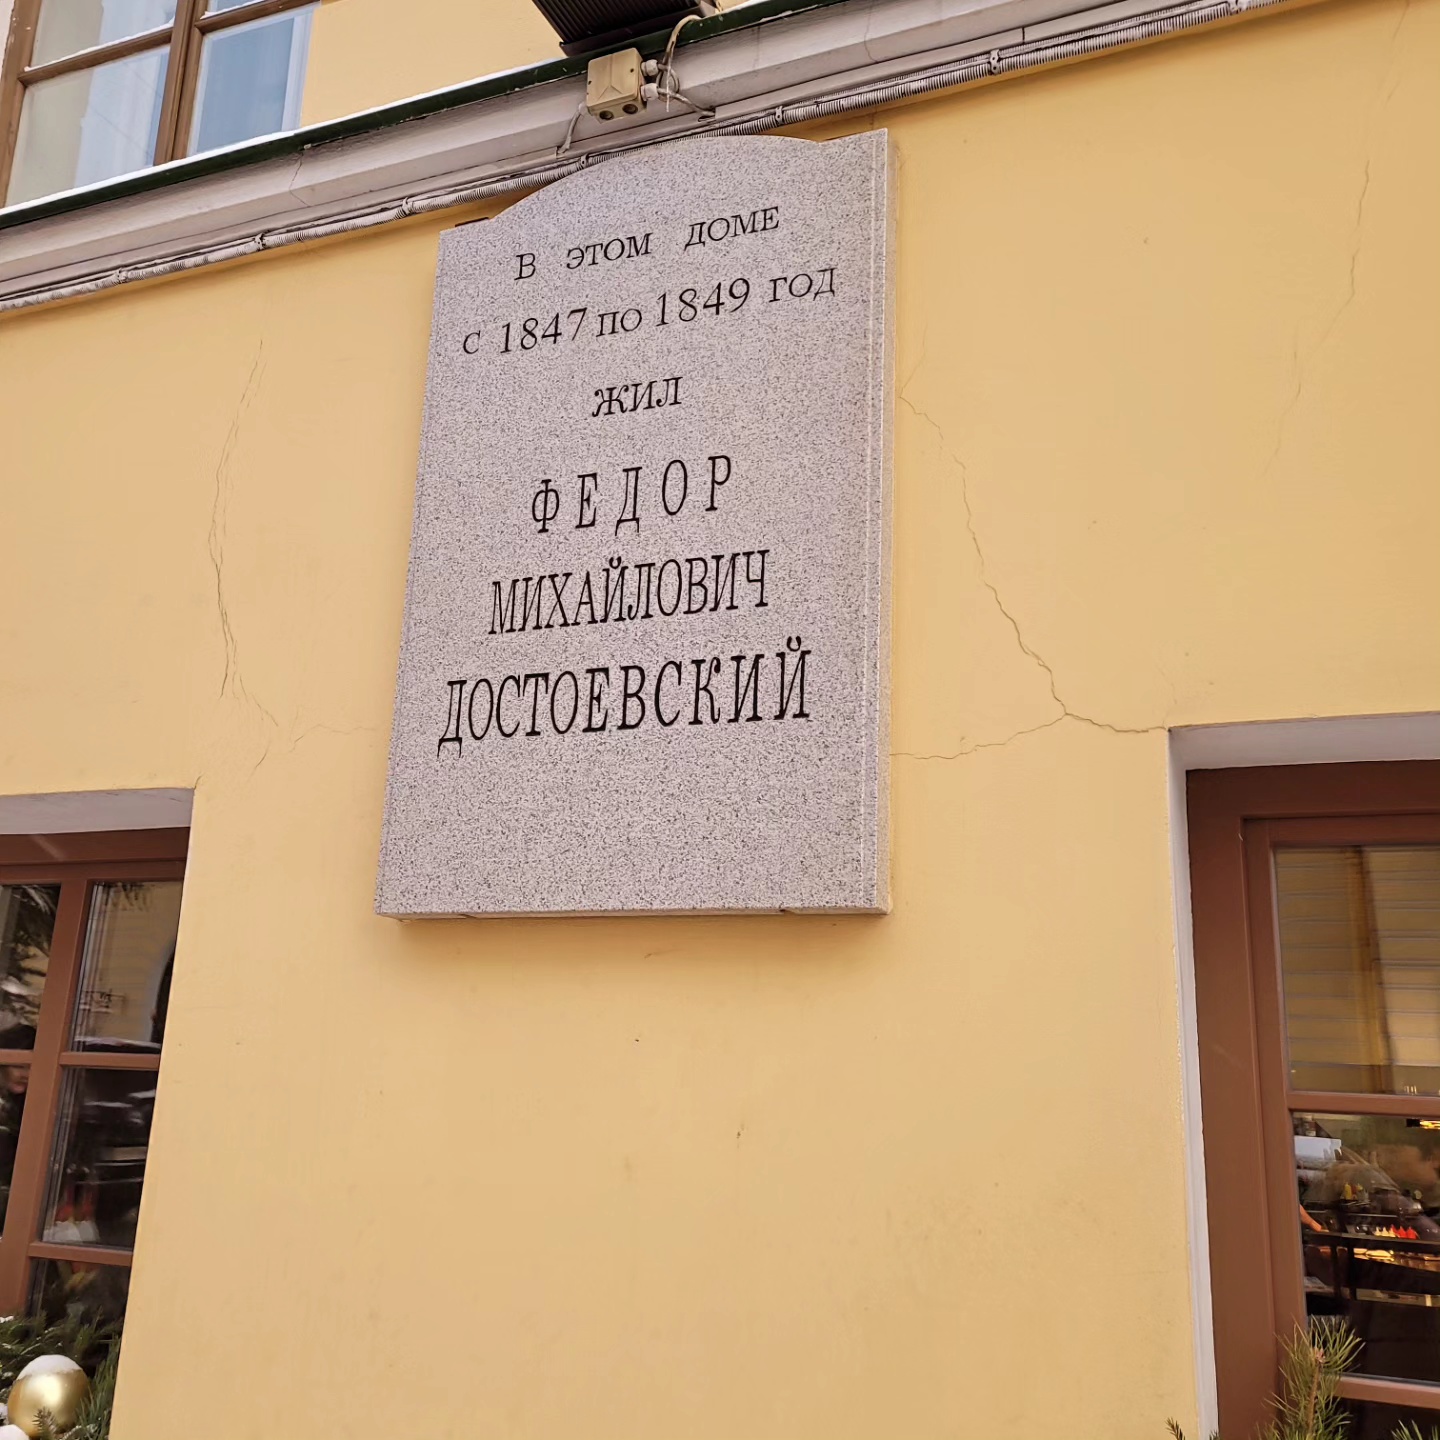 В ЭТОМ ДОМЕ
С 1847 ПО 1849 ГОД
ЖИЛ
ФЕДОР
МИХАЙЛОВИЧ
ДОСТОЕВСКИЙ